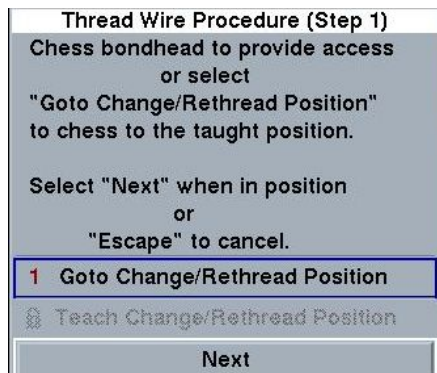 Thread Wire Procedure (Step 1)
Chess bondhead to provide access
or select
"Goto Change/Rethread Position"
to chess to the taught position.
Select "Next" when in position
or
"Escape" to cancel.
1 Goto Change/Rethread Position
Teach Change/Rethread Position
Next